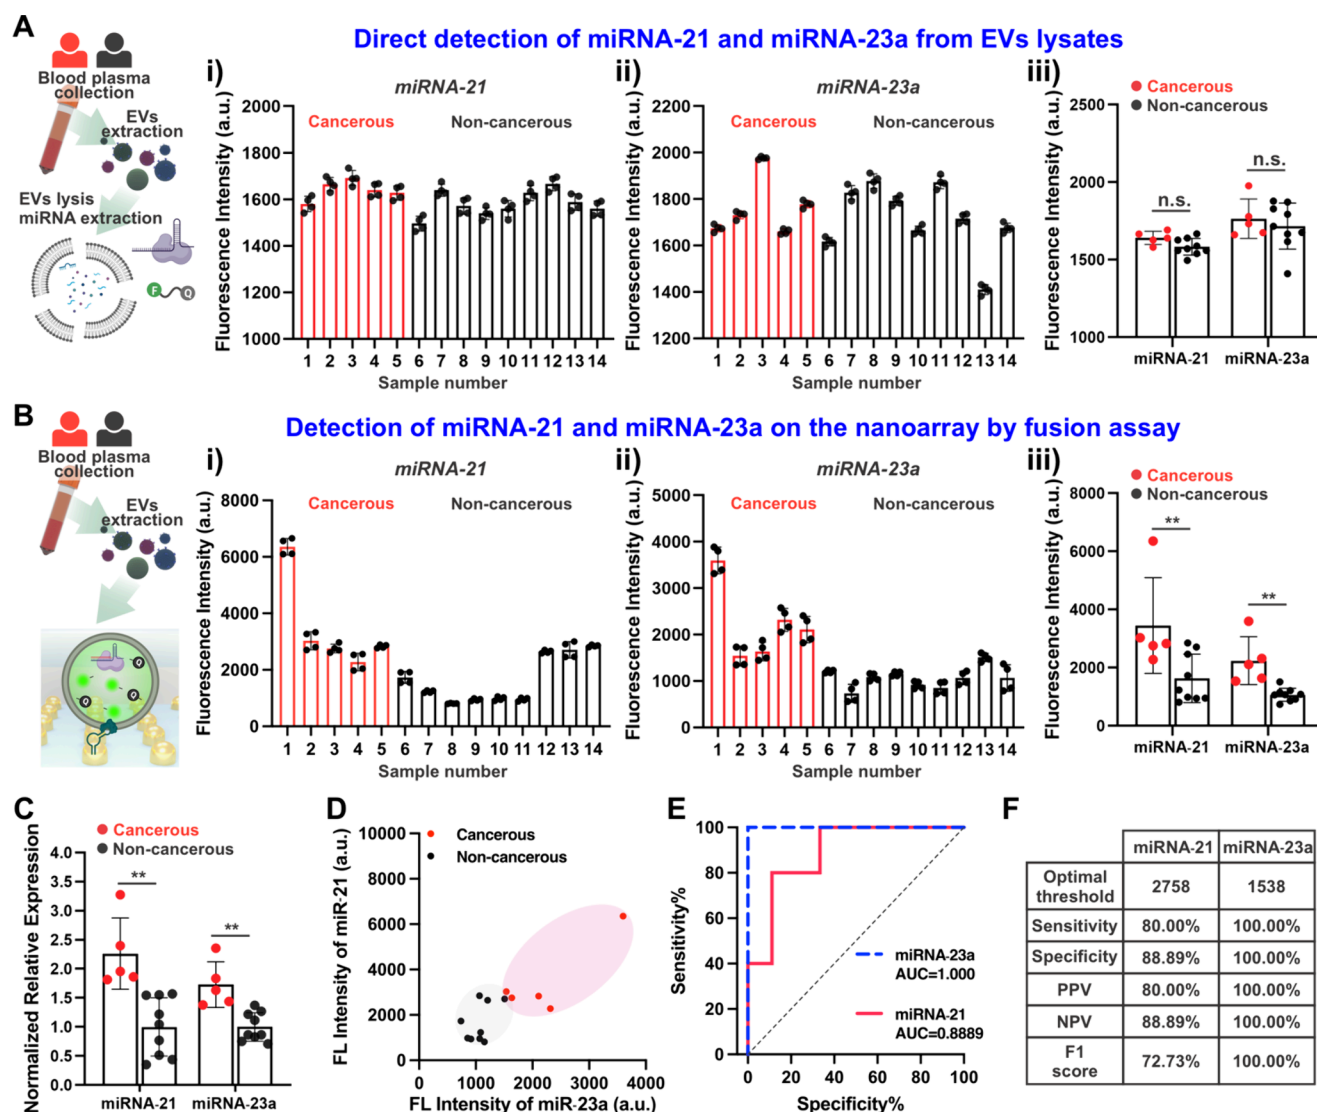 A
Direct detection of miRNA-21 and miRNA-23a from EVs lysates
Blood plasma
collection
EVs
extraction
EVs lysis
miRNA extraction
F
Q
i)
miRNA-21
Fluorescence Intensity (a.u.)
2000
1800
1600
1400
1200
1000
Cancerous
Non-cancerous
1 2 3 4 5 6 7 8 9 10 11 12 13 14
Sample number
ii)
miRNA-23a
Fluorescence Intensity (a.u.)
2200
2000
1800
1600
1400
1200
Cancerous
Non-cancerous
1 2 3 4 5 6 7 8 9 10 11 12 13 14
Sample number
iii)
Cancerous
Non-cancerous
Fluorescence Intensity (a.u.)
2500
2000
1500
1000
n.s.
n.s.
miRNA-21
miRNA-23a
B
Detection of miRNA-21 and miRNA-23a on the nanoarray by fusion assay
Blood plasma
collection
EVs
extraction
Q
Q
Q
i)
miRNA-21
Fluorescence Intensity (a.u.)
8000
6000
4000
2000
0
Cancerous
Non-cancerous
1 2 3 4 5 6 7 8 9 10 11 12 13 14
Sample number
ii)
miRNA-23a
Fluorescence Intensity (a.u.)
5000
4000
3000
2000
1000
0
Cancerous
Non-cancerous
1 2 3 4 5 6 7 8 9 10 11 12 13 14
Sample number
iii)
Cancerous
Non-cancerous
Fluorescence Intensity (a.u.)
8000
6000
4000
2000
0
**
**
miRNA-21
miRNA-23a
C
Cancerous
Non-cancerous
Normalized Relative Expression
4.0
3.5
3.0
2.5
2.0
1.5
1.0
0.5
0.0
**
**
miRNA-21
miRNA-23a
D
FL Intensity of miR-21 (a.u.)
10000
8000
6000
4000
2000
0
Cancerous
Non-cancerous
0 1000 2000 3000 4000
FL Intensity of miR-23a (a.u.)
E
Sensitivity%
100
80
60
40
20
0
miRNA-23a
AUC=1.000
miRNA-21
AUC=0.8889
0 20 40 60 80 100
Specificity%
F
miRNA-21 miRNA-23a
Optimal threshold 2758 1538
Sensitivity 80.00% 100.00%
Specificity 88.89% 100.00%
PPV 80.00% 100.00%
NPV 88.89% 100.00%
F1 score 72.73% 100.00%